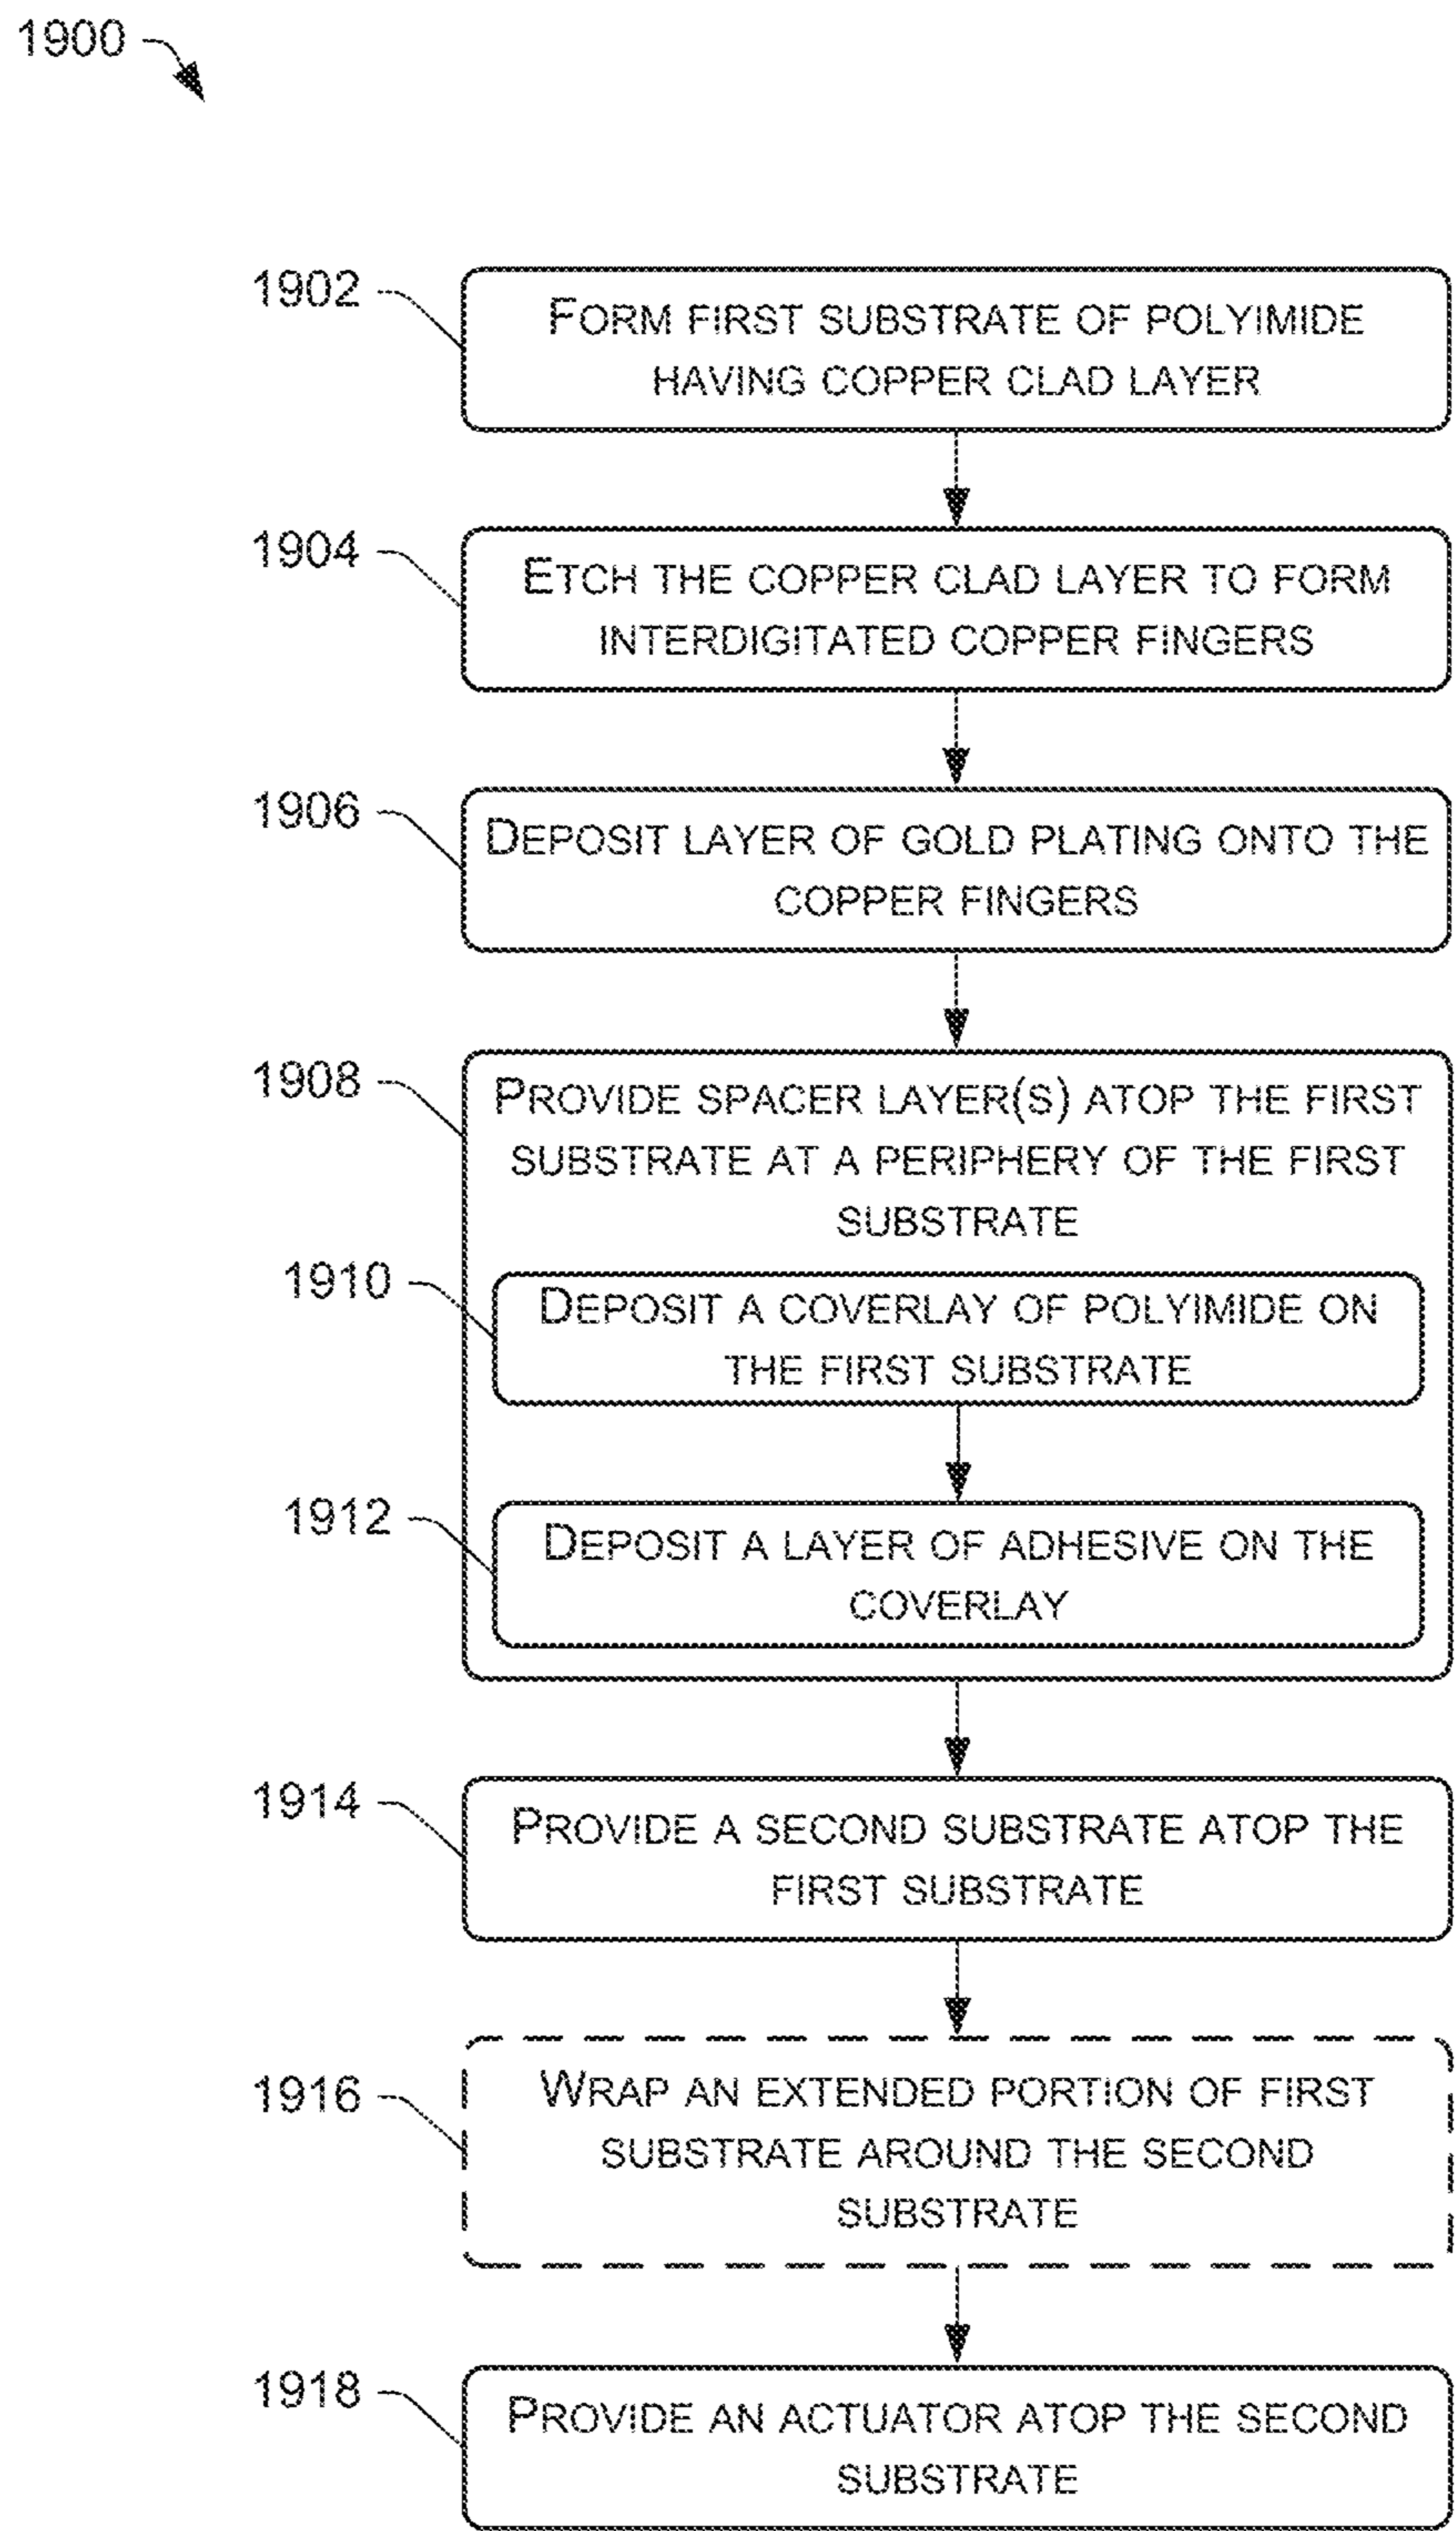 1900
1902
FORM FIRST SUBSTRATE OF POLYIMIDE
HAVING COPPER CLAD LAYER
1904
ETCH THE COPPER CLAD LAYER TO FORM
INTERDIGITATED COPPER FINGERS
1906
DEPOSIT LAYER OF GOLD PLATING ONTO THE
COPPER FINGERS
1908
PROVIDE SPACER LAYER(S) ATOP THE FIRST
SUBSTRATE AT A PERIPHERY OF THE FIRST
SUBSTRATE
1910
DEPOSIT A COVERLAY OF POLYIMIDE ON
THE FIRST SUBSTRATE
1912
DEPOSIT A LAYER OF ADHESIVE ON THE
COVERLAY
1914
PROVIDE A SECOND SUBSTRATE ATOP THE
FIRST SUBSTRATE
1916
WRAP AN EXTENDED PORTION OF FIRST
SUBSTRATE AROUND THE SECOND
SUBSTRATE
1918
PROVIDE AN ACTUATOR ATOP THE SECOND
SUBSTRATE